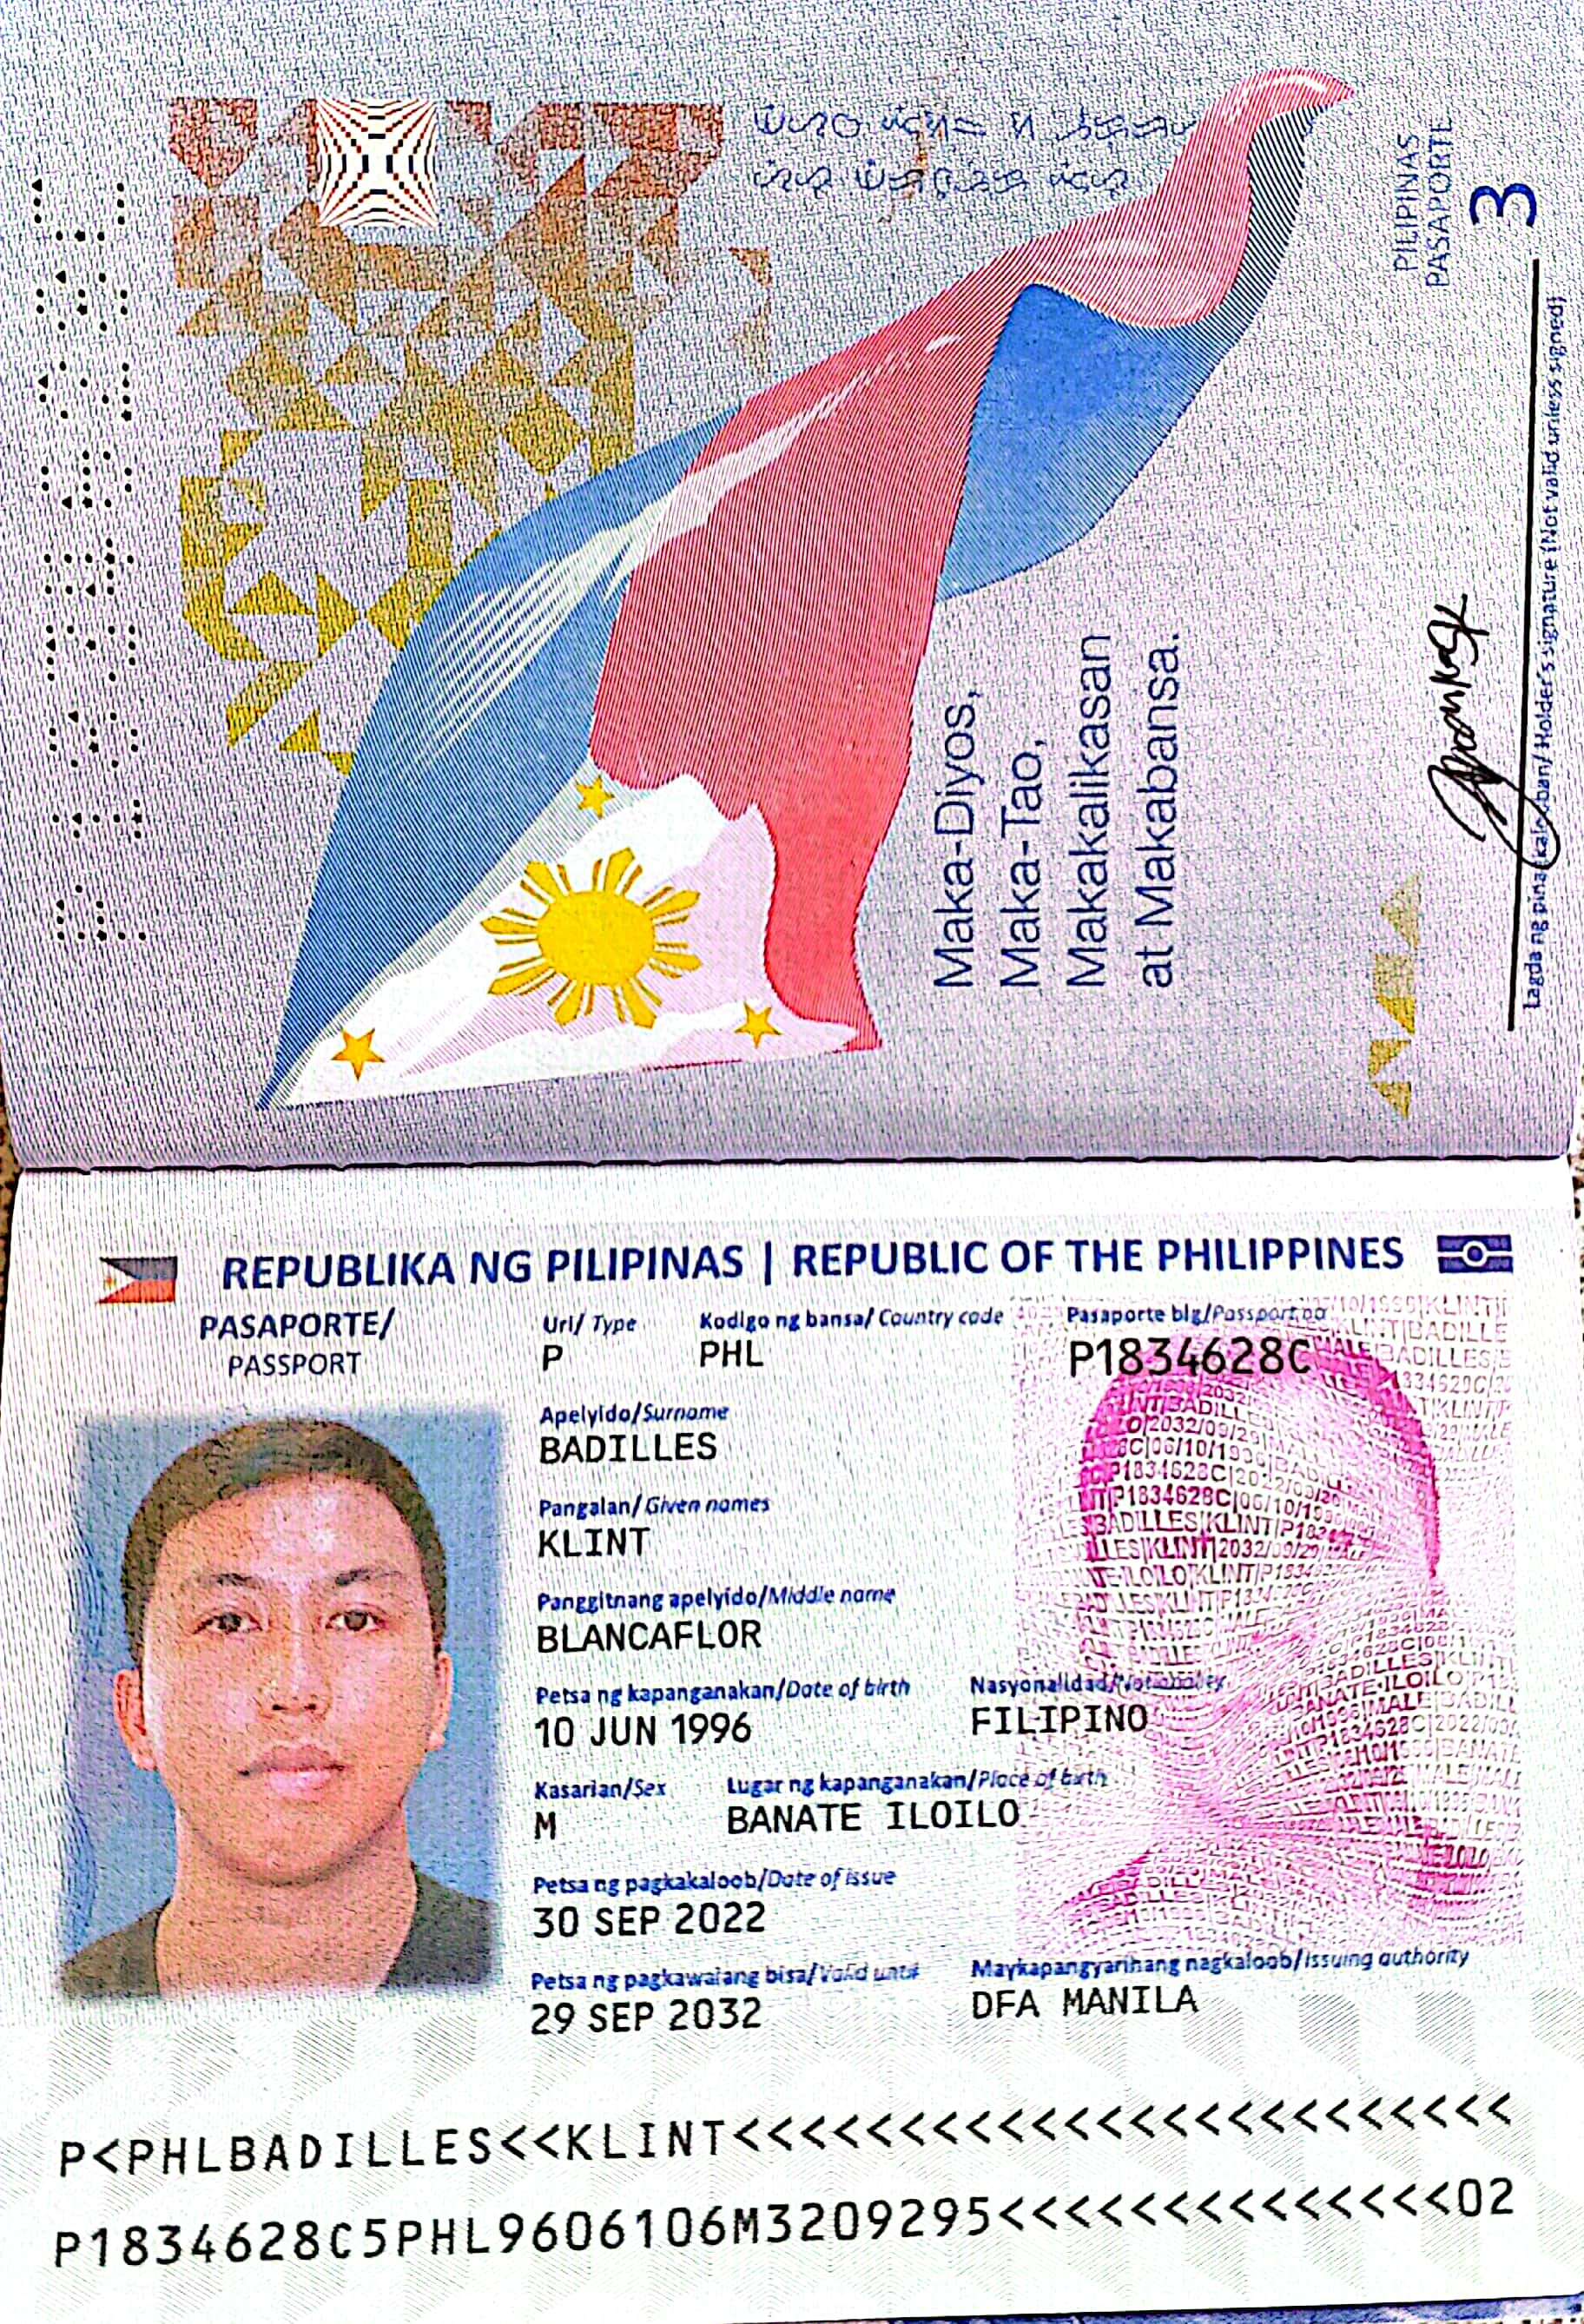 PILIPINAS
PASAPORTE
3
Maka-Diyos,
Maka-Tao,
Makakalikasan
at Makabansa.
Holder's signature (Not valid unless signed)
REPUBLIKA NG PILIPINAS | REPUBLIC OF THE PHILIPPINES
PASAPORTE/
PASSPORT
Uri/ Type
P
Kodigo ng bansa/ Country code
PHL
Pasaporte blg/Passport no
P1834628C
Apelyido/Surname
BADILLES
Pangalan/ Given names
KLINT
Panggitnang apelyido/Middle name
BLANCAFLOR
Petsa ng kapanganakan/Date of birth
10 JUN 1996
Nasyonalidad/Nationality
FILIPINO
Kasarian/Sex
M
Lugar ng kapanganakan/Place of birth
BANATE ILOILO
Petsa ng pagkakaloob/Date of issue
30 SEP 2022
Petsa ng pagkawalang bisa/Valid until
29 SEP 2032
Maykapangyarihang nagkaloob/Issuing authority
DFA MANILA
P<PHLBADILLES<<KLINT<<<<<<<<<<<<<<<<<<<<<<<<
P1834628C5PHL9606106M3209295<<<<<<<<<<<<<<02